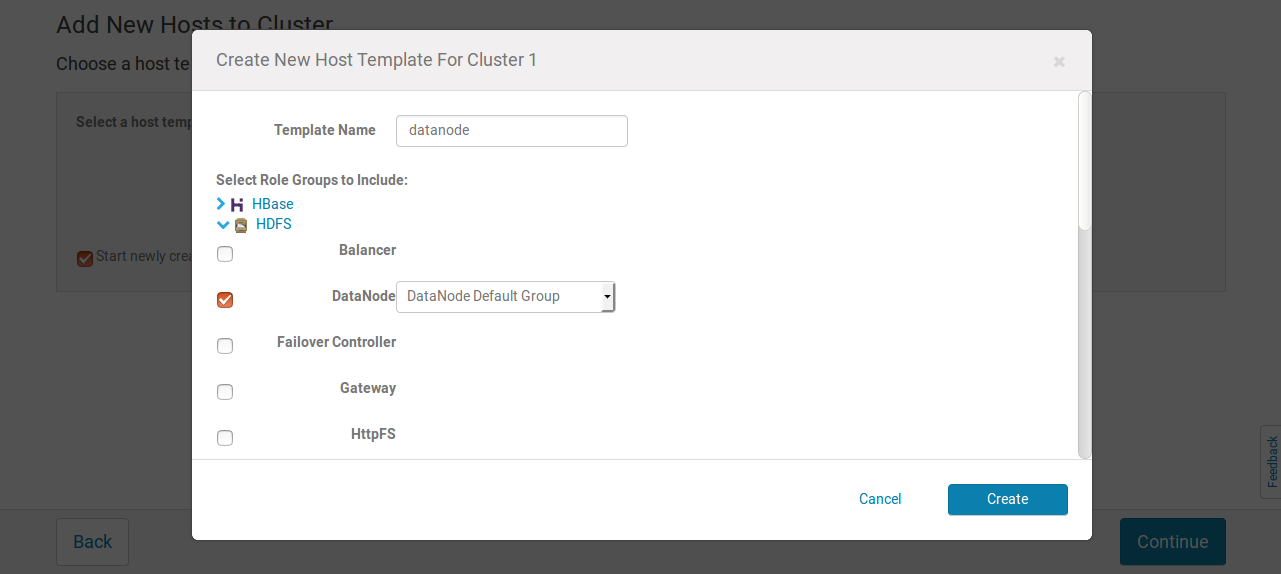 Add New Hosts to Cluster
Choose a host te
Select a host temp
Start newly crea
Create New Host Template For Cluster 1
×
Template Name datanode
Select Role Groups to Include:
HBase
HDFS
Balancer
DataNode DataNode Default Group
Failover Controller
Gateway
HttpFS
Cancel Create
Feedback
Back Continue